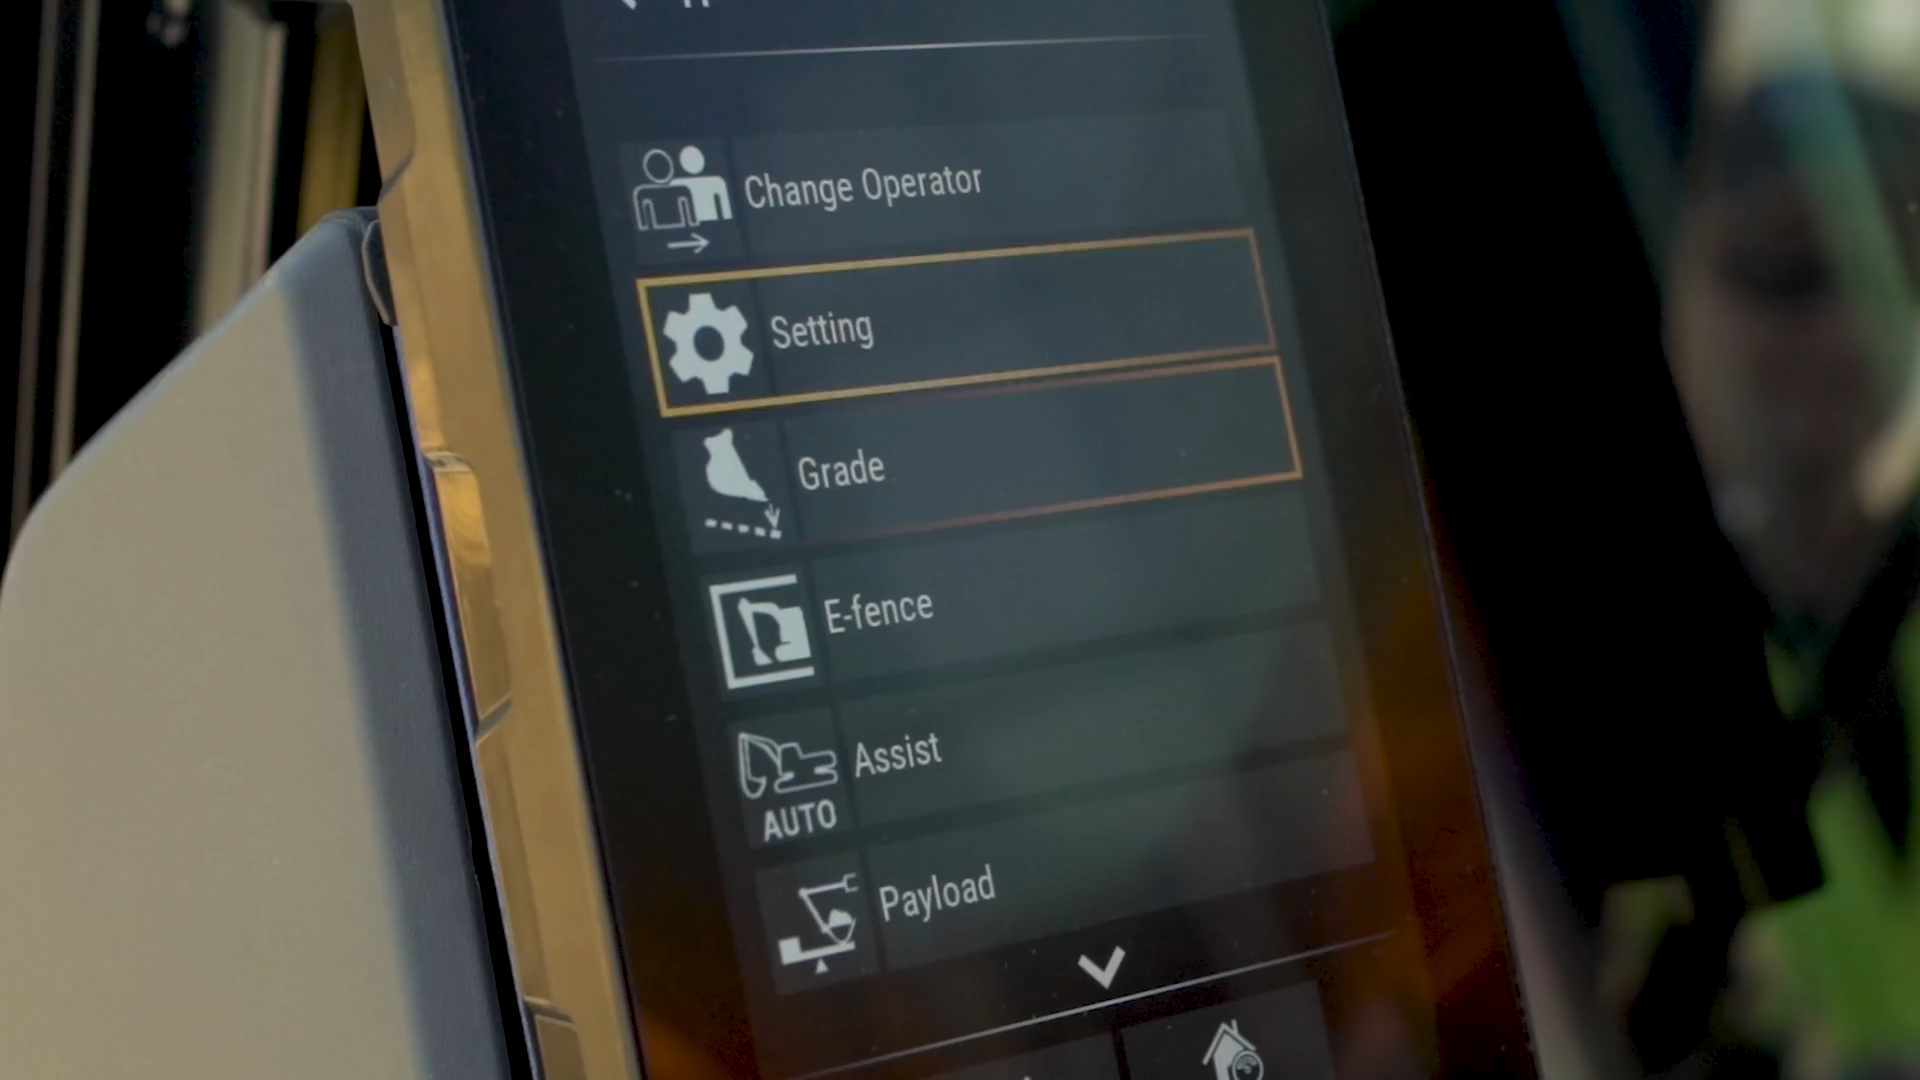 Change Operator
Setting
Grade
E-fence
Assist
AUTO
Payload